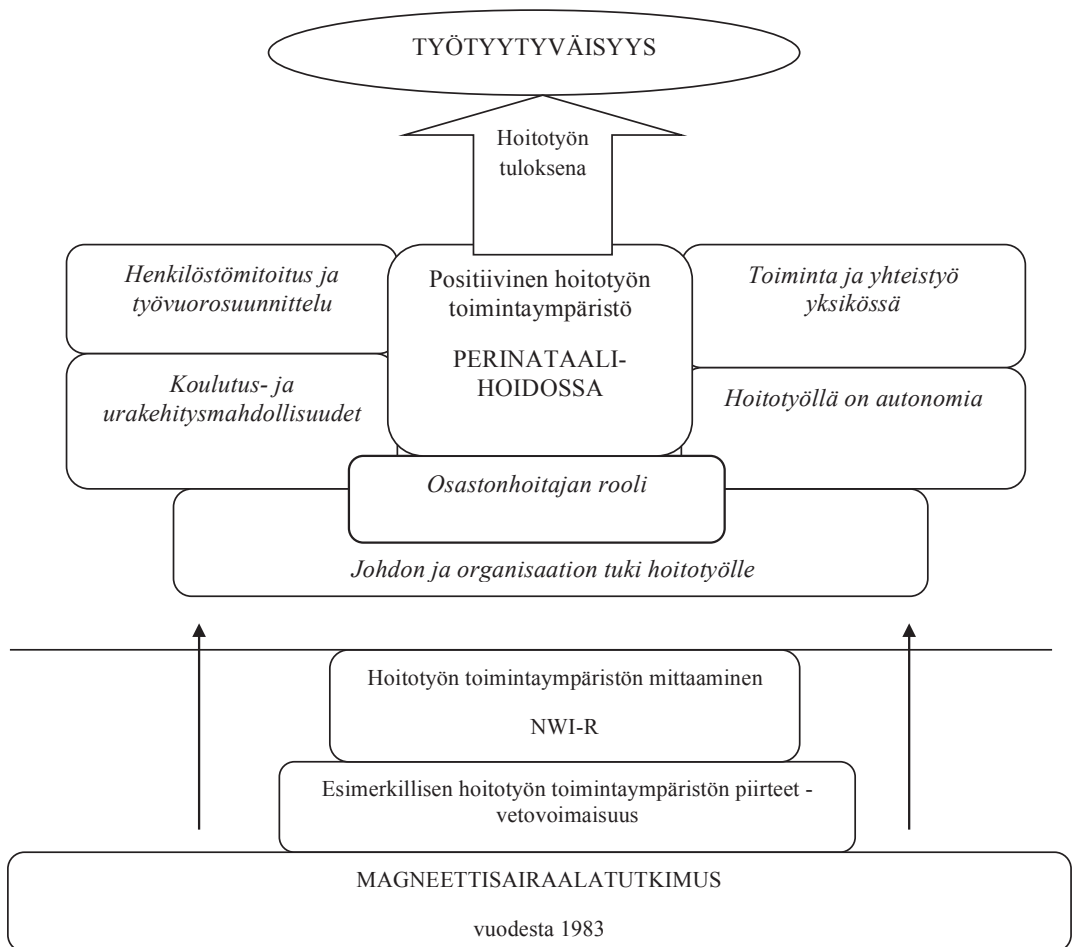 TYÖTYYTYVÄISYYS
Hoitotyön
tuloksena
Henkilöstömitoitus ja
työvuorosuunnittelu
Positiivinen hoitotyön
toimintaympäristö
PERINATAALI-
HOIDOSSA
Toiminta ja yhteistyö
yksikössä
Koulutus- ja
urakehitysmahdollisuudet
Hoitotyöllä on autonomia
Osastonhoitajan rooli
Johdon ja organisaation tuki hoitotyölle
Hoitotyön toimintaympäristön mittaaminen
NWI-R
Esimerkillisen hoitotyön toimintaympäristön piirteet -
vetovoimaisuus
MAGNEETTISAIRAALATUTKIMUS
vuodesta 1983